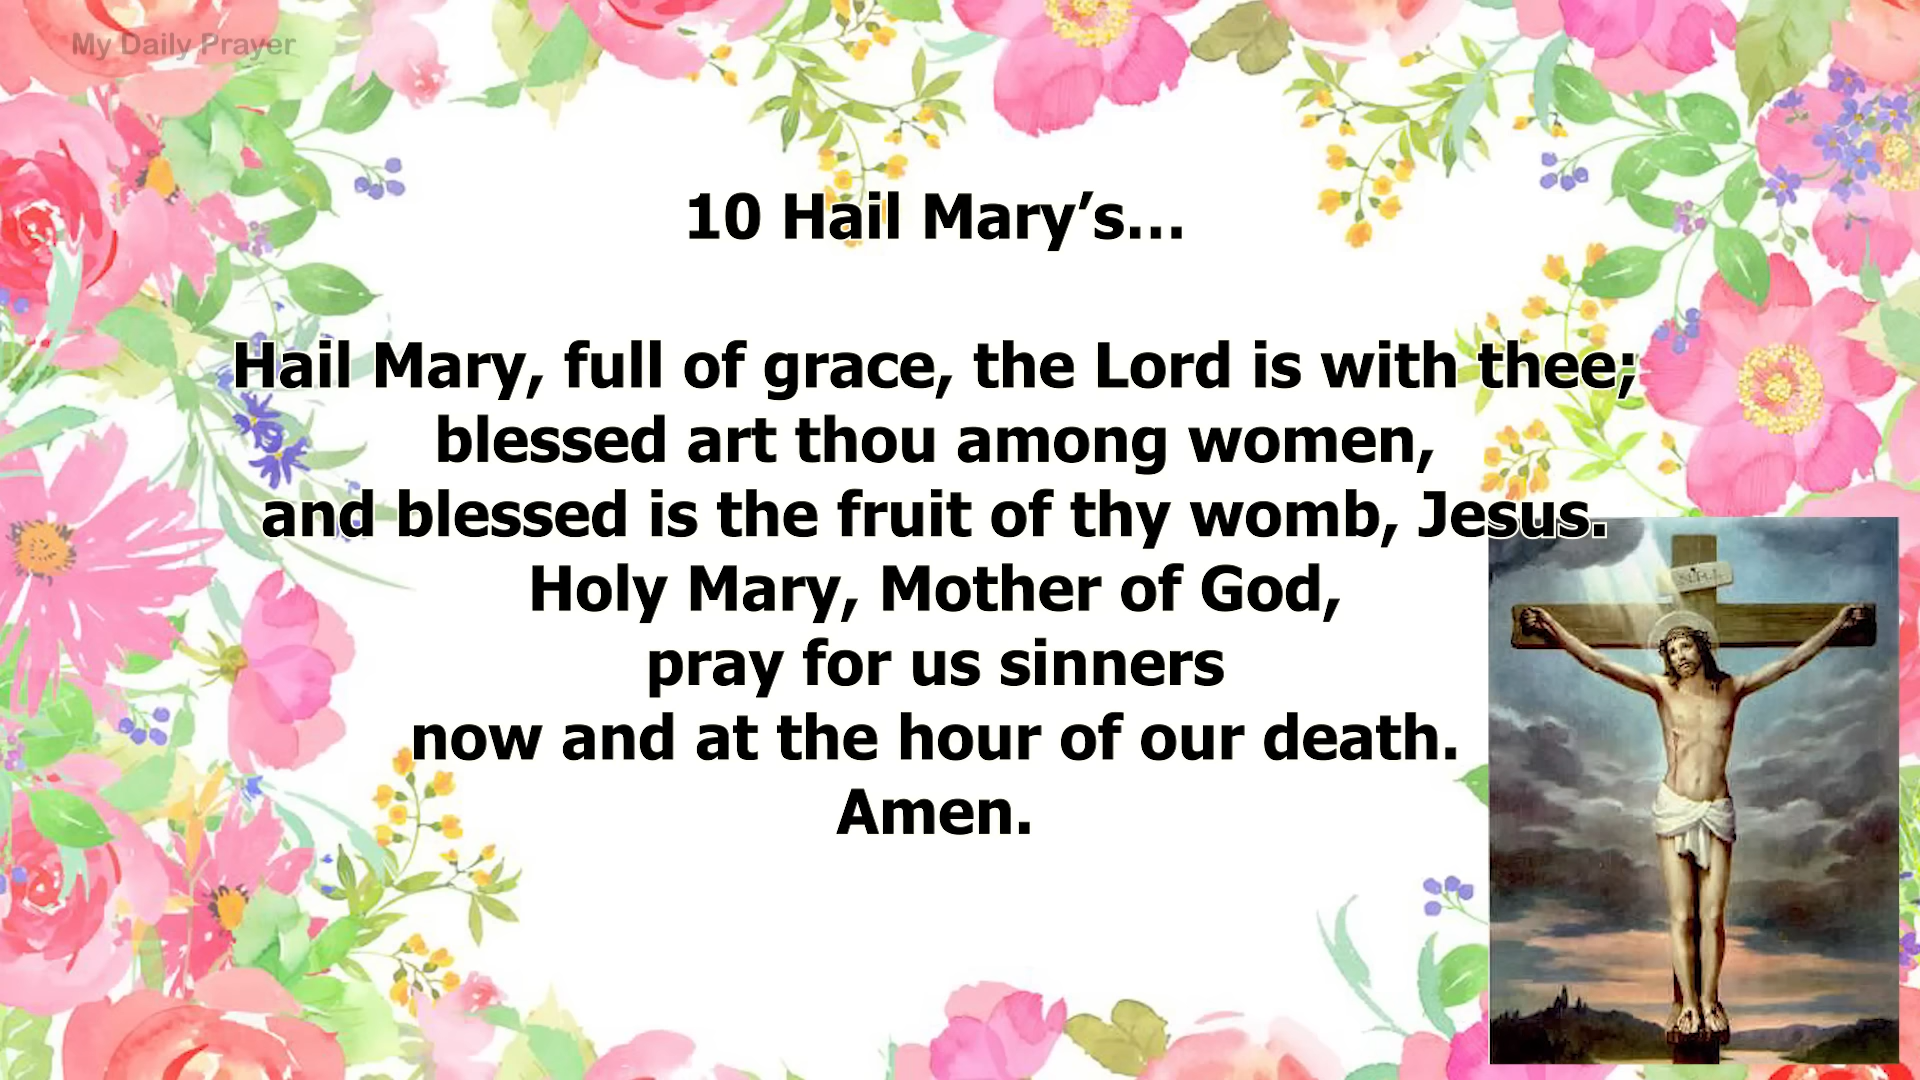 My Daily Prayer
10 Hail Mary’s...
Hail Mary, full of grace, the Lord is with thee;
blessed art thou among women,
and blessed is the fruit of thy womb, Jesus.
Holy Mary, Mother of God,
pray for us sinners
now and at the hour of our death.
Amen.